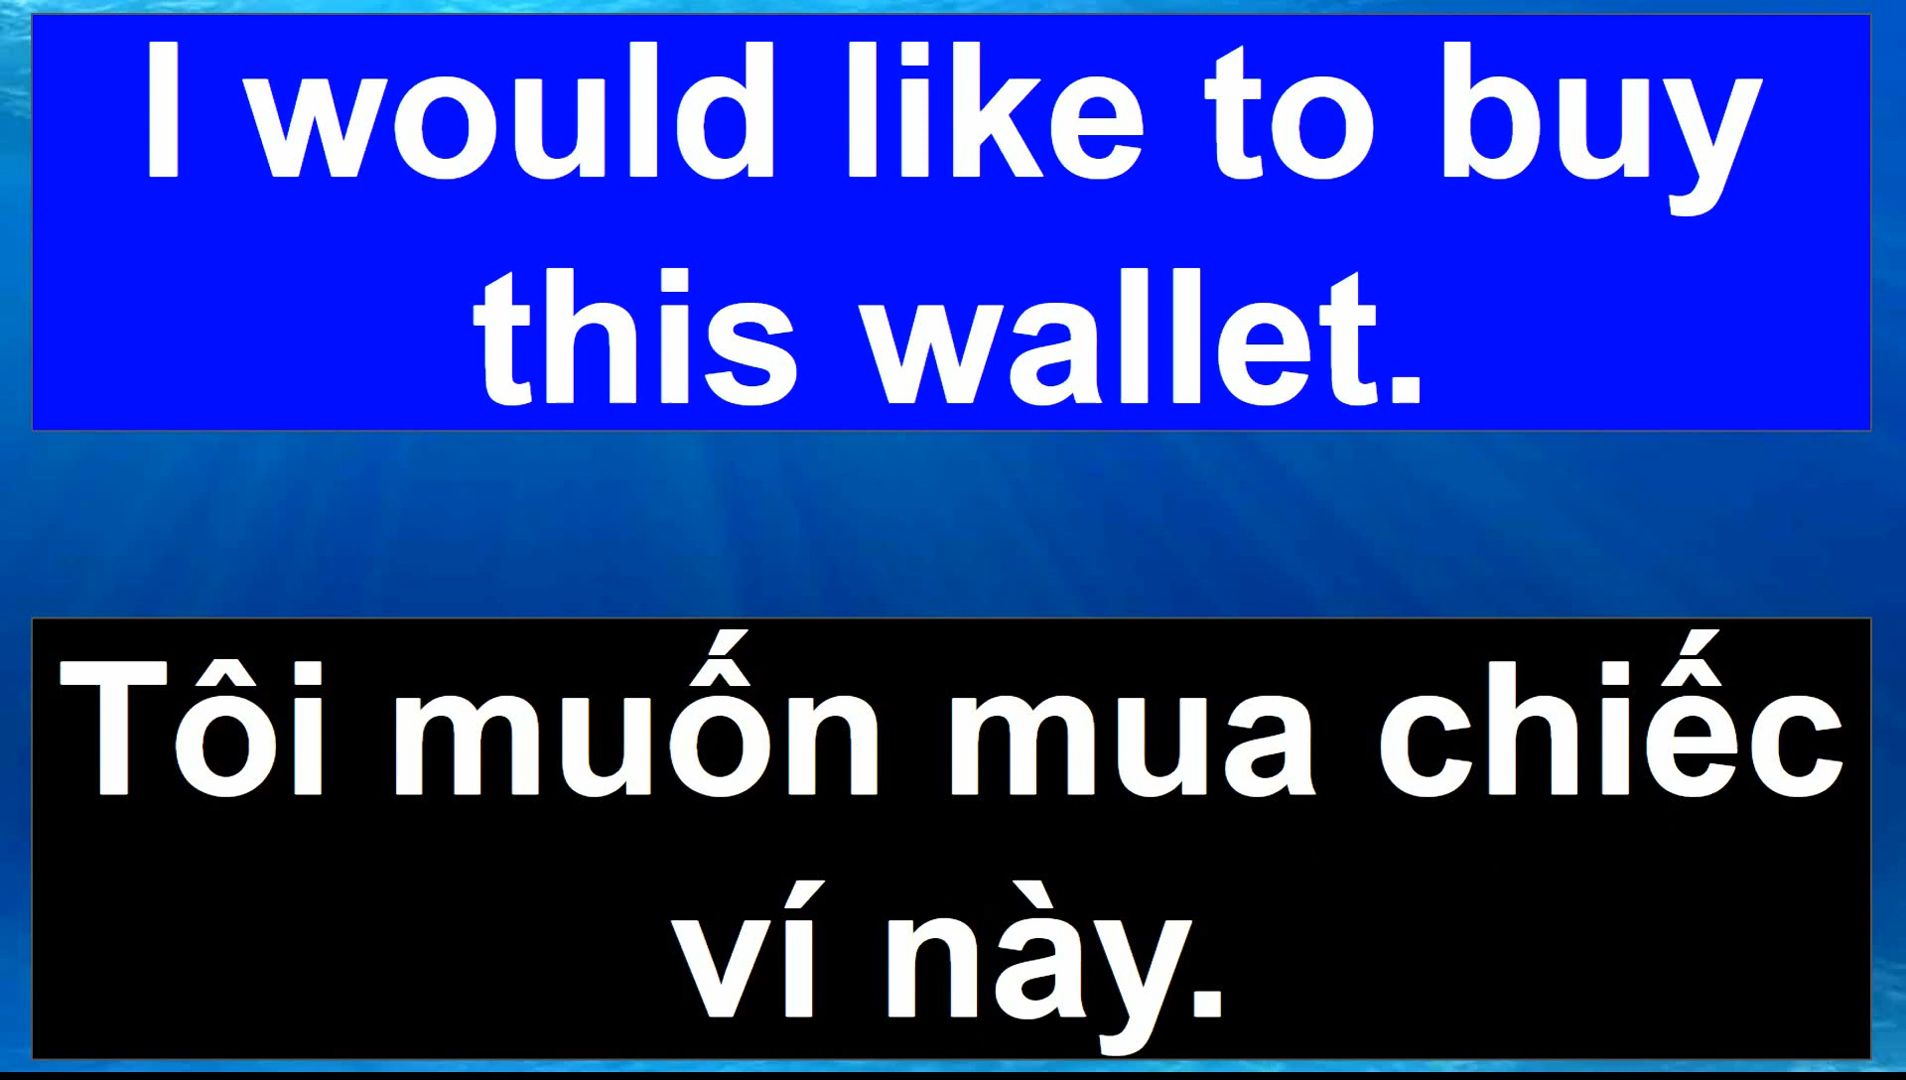 I would like to buy
this wallet.
Tôi muốn mua chiếc
ví này.